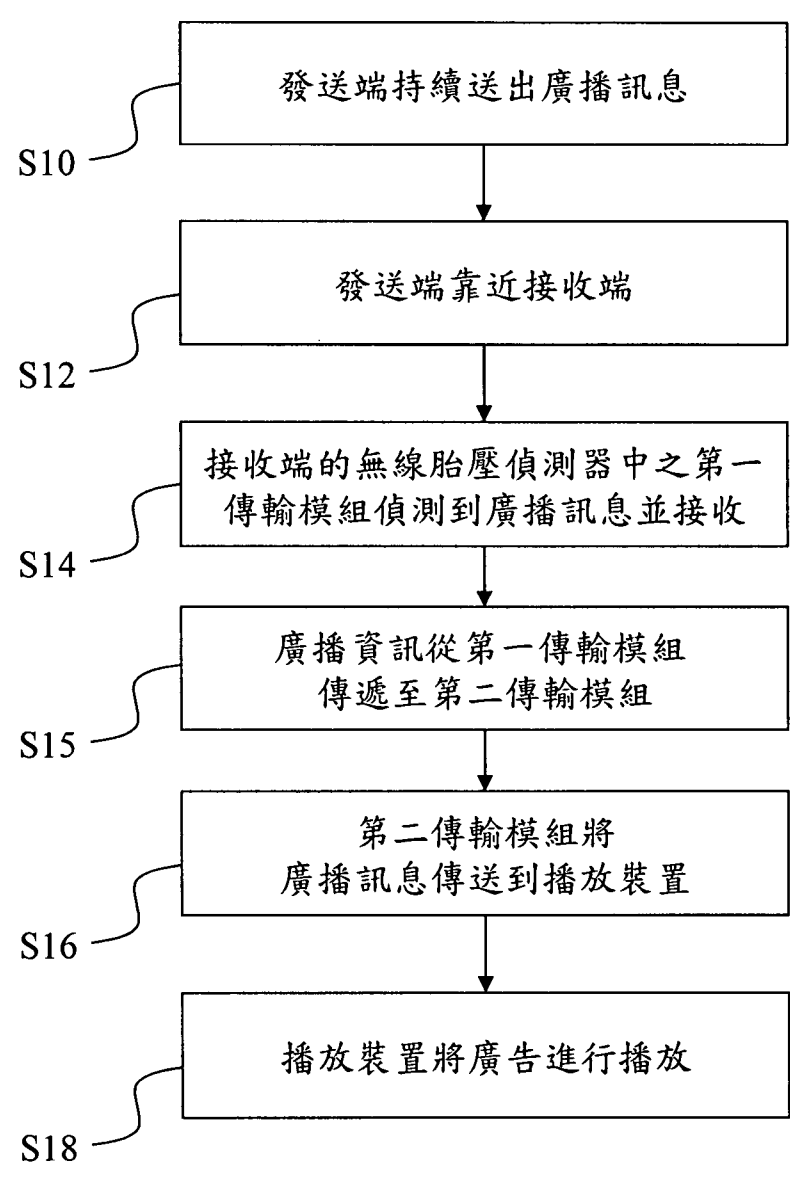 發送端持續送出廣播訊息
S10
發送端靠近接收端
S12
接收端的無線胎壓偵測器中之第一
傳輸模組偵測到廣播訊息並接收
S14
廣播資訊從第一傳輸模組
傳遞至第二傳輸模組
S15
第二傳輸模組將
廣播訊息傳送到播放裝置
S16
播放裝置將廣告進行播放
S18